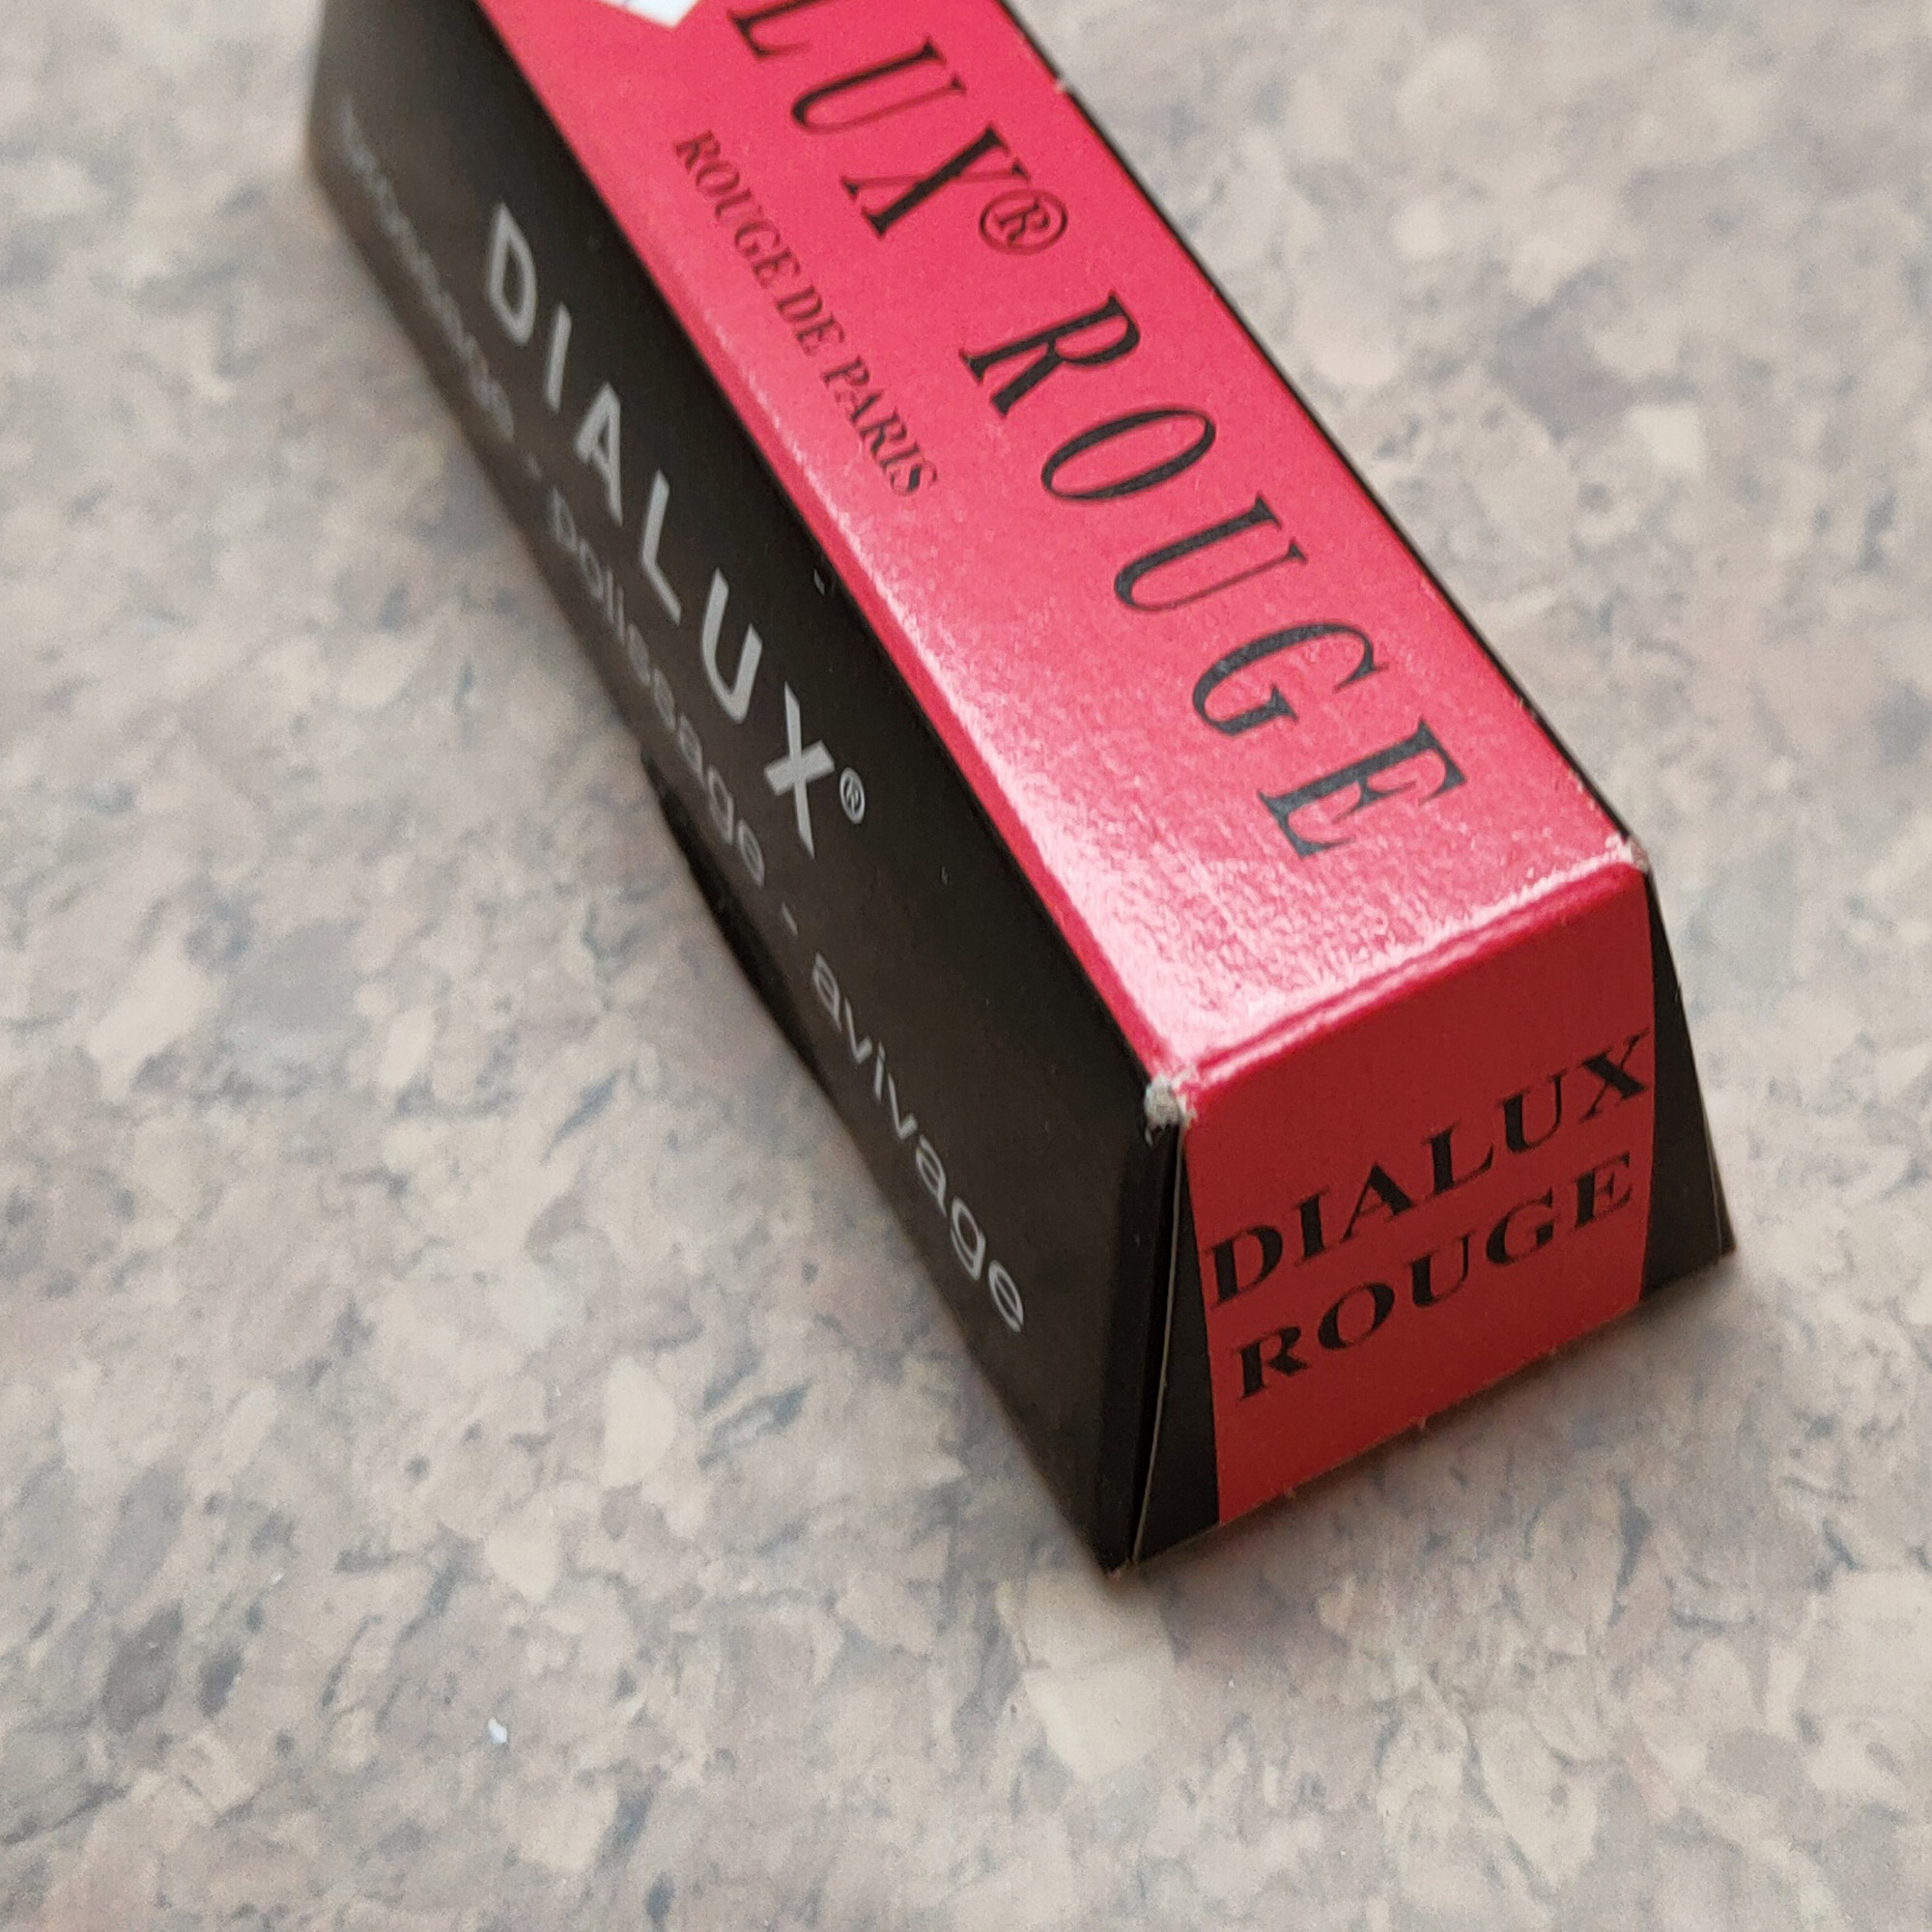 LUX® ROUGE
ROUGE DE PARIS
DIALUX®
- polissage - avivage
DIALUX
ROUGE